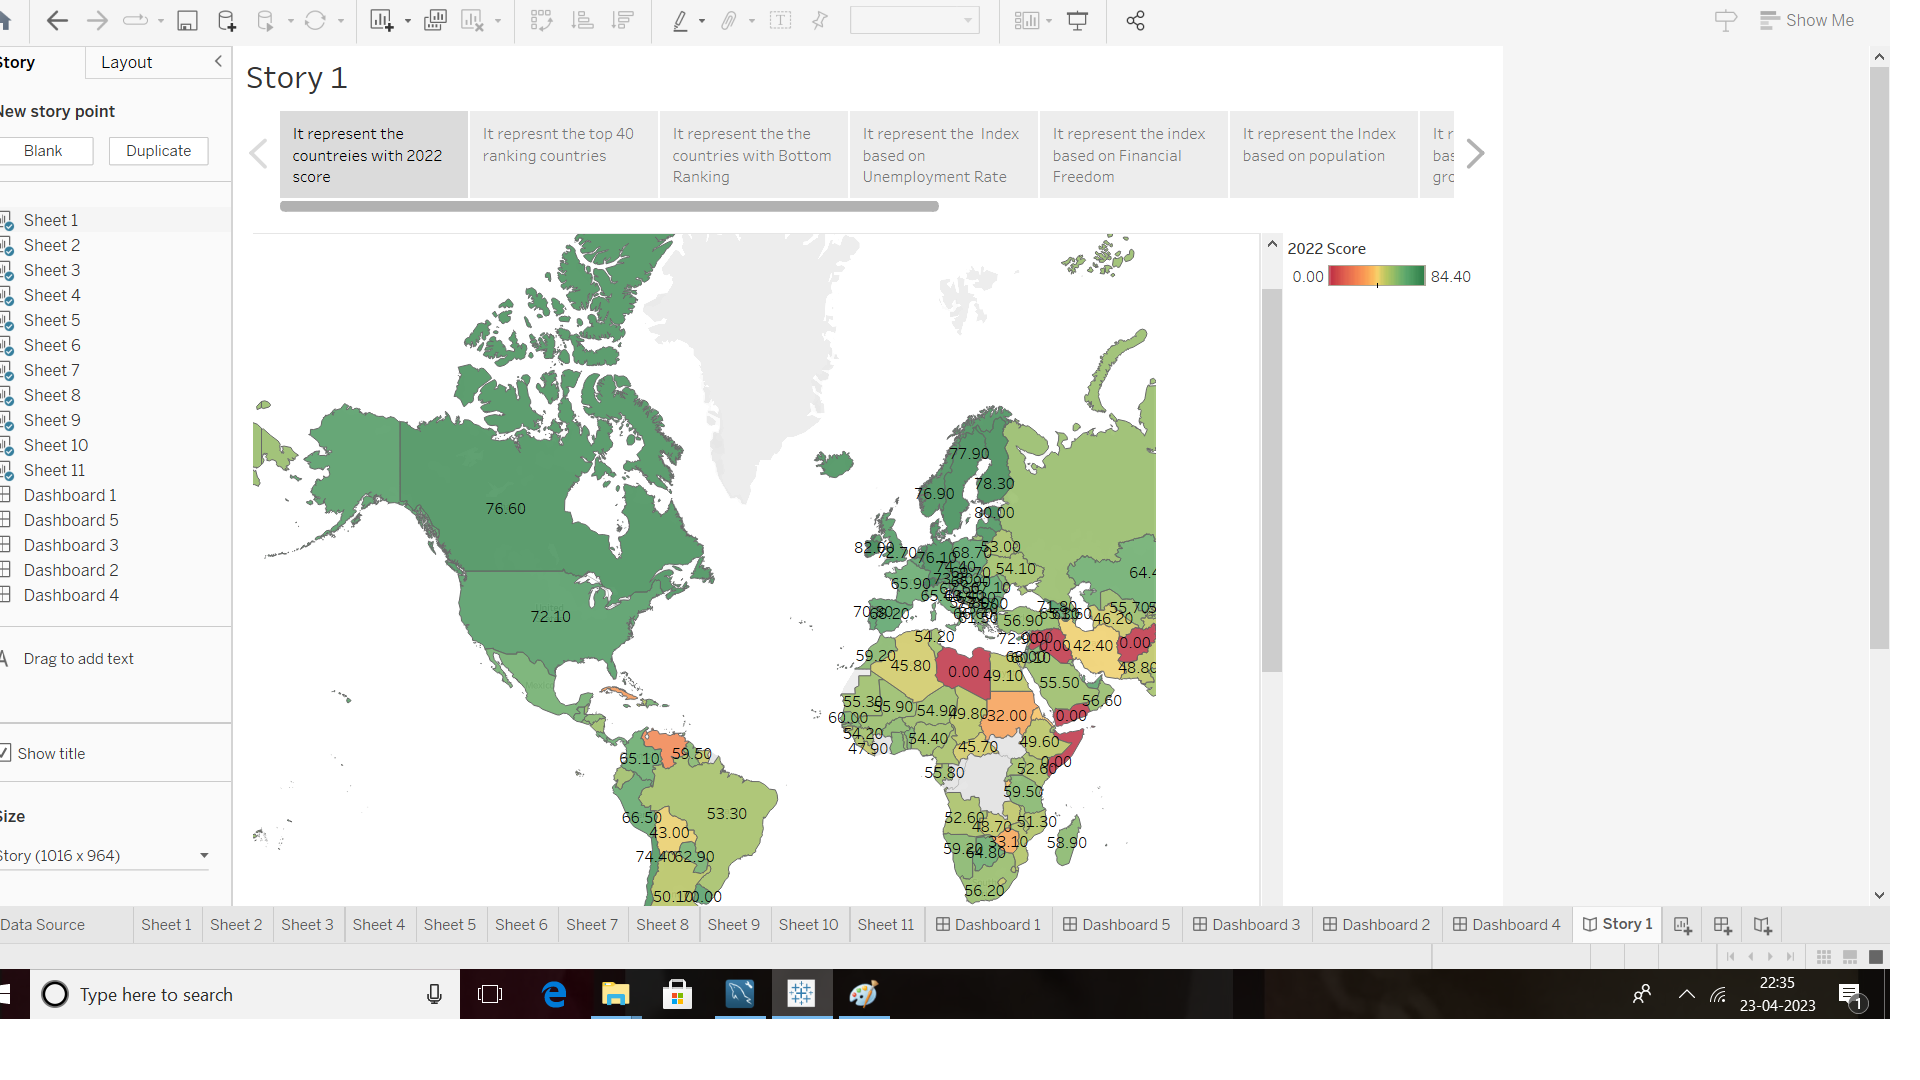 Show Me
Story
Layout
New story point
Blank
Duplicate
Sheet 1
Sheet 2
Sheet 3
Sheet 4
Sheet 5
Sheet 6
Sheet 7
Sheet 8
Sheet 9
Sheet 10
Sheet 11
Dashboard 1
Dashboard 5
Dashboard 3
Dashboard 2
Dashboard 4
A Drag to add text
Show title
Size
Story (1016 x 964)
Story 1
It represent the
countreies with 2022
score
It represnt the top 40
ranking countries
It represent the the
countries with Bottom
Ranking
It represent the Index
based on
Unemployment Rate
It represent the index
based on Financial
Freedom
It represent the Index
based on population
It r
bas
gro
2022 Score
0.00 84.40
77.90
78.30
76.90
76.60
80.00
82.00
72.70
76.10
68.70
53.00
74.40
54.10
64.4
65.90
72.10
55.70
46.20
56.90
54.20
72.90
0.00
42.40
0.00
59.20
45.80
0.00
49.10
48.80
55.50
56.60
55.30
55.90
54.90
49.80
32.00
0.00
60.00
54.20
54.40
49.60
47.90
45.70
65.10
59.50
0.00
55.80
52.60
59.50
53.30
66.50
52.60
48.70
51.30
43.00
33.10
58.90
59.20
64.80
74.40
62.90
56.20
50.10
70.00
Data Source
Sheet 1
Sheet 2
Sheet 3
Sheet 4
Sheet 5
Sheet 6
Sheet 7
Sheet 8
Sheet 9
Sheet 10
Sheet 11
Dashboard 1
Dashboard 5
Dashboard 3
Dashboard 2
Dashboard 4
Story 1
Type here to search
22:35
23-04-2023
1